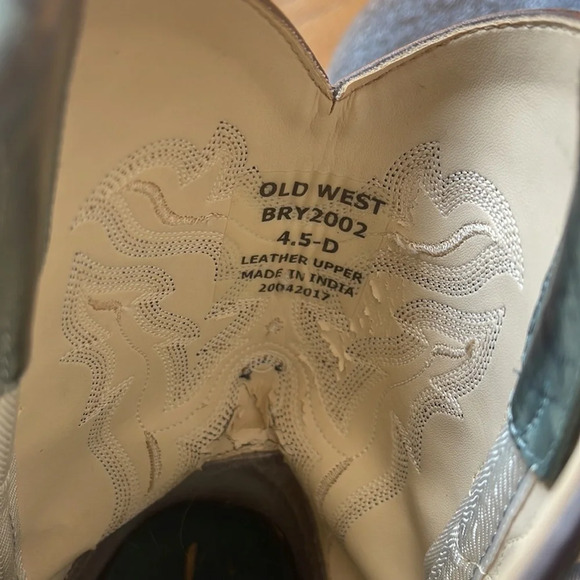 OLD WEST
BRY2002
4.5-D
LEATHER UPPER
MADE IN INDIA
20042017